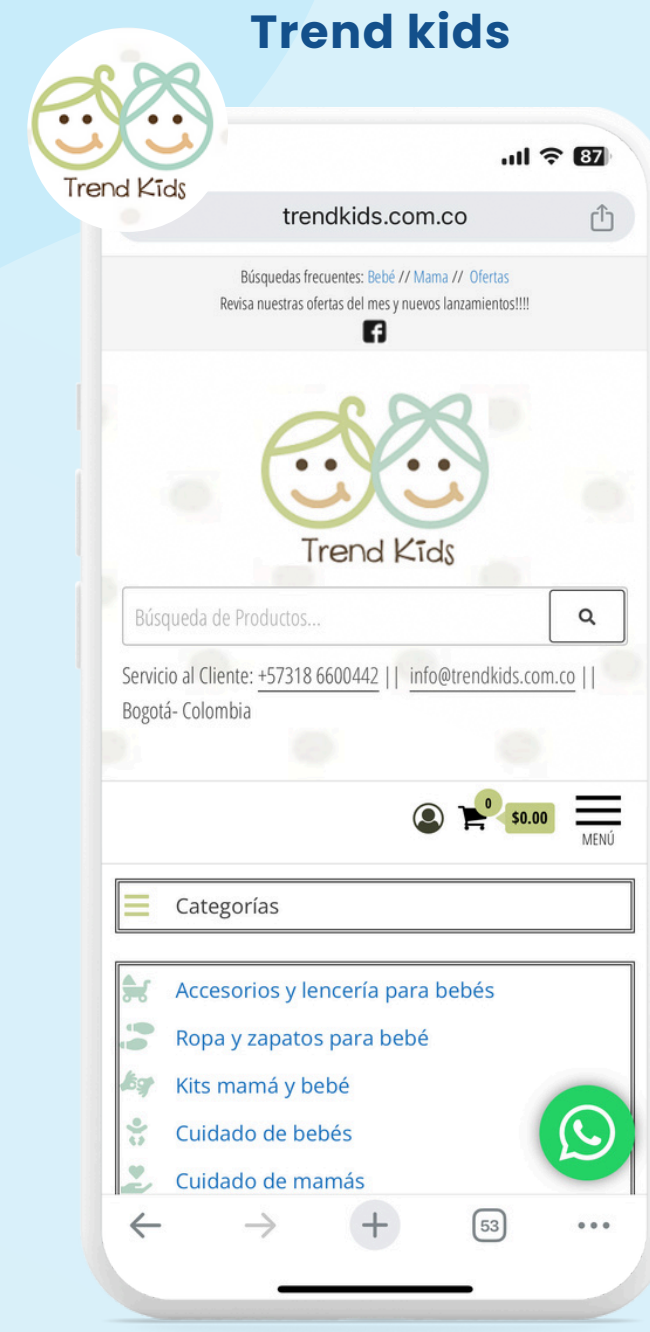 Trend kids
Trend Kids
87
trendkids.com.co
Búsquedas frecuentes: Bebé // Mama // Ofertas
Revisa nuestras ofertas del mes y nuevos lanzamientos!!!!
Trend Kids
Búsqueda de Productos...
Servicio al Cliente: +57318 6600442 || info@trendkids.com.co ||
Bogotá- Colombia
0
$0.00
MENÚ
Categorías
Accesorios y lencería para bebés
Ropa y zapatos para bebé
Kits mamá y bebé
Cuidado de bebés
Cuidado de mamás
53